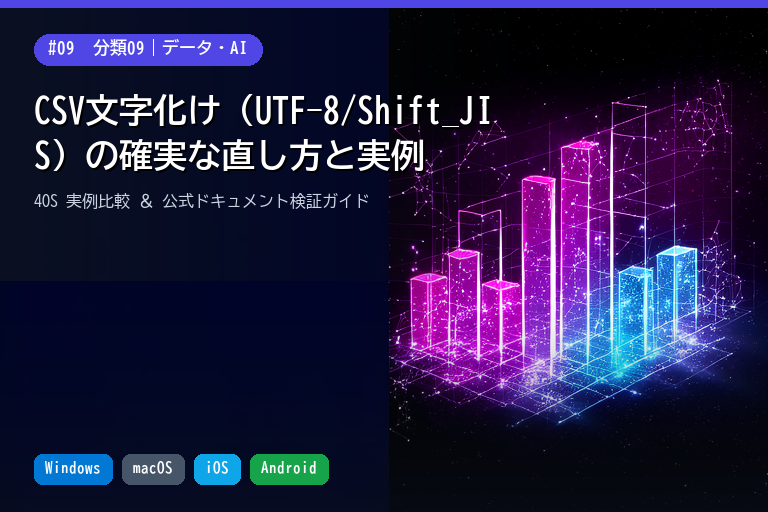 #09 分類09｜データ・AI
CSV文字化け（UTF-8/Shift_JI
S）の確実な直し方と実例
4OS 実例比較 ＆ 公式ドキュメント検証ガイド
Windows macOS iOS Android